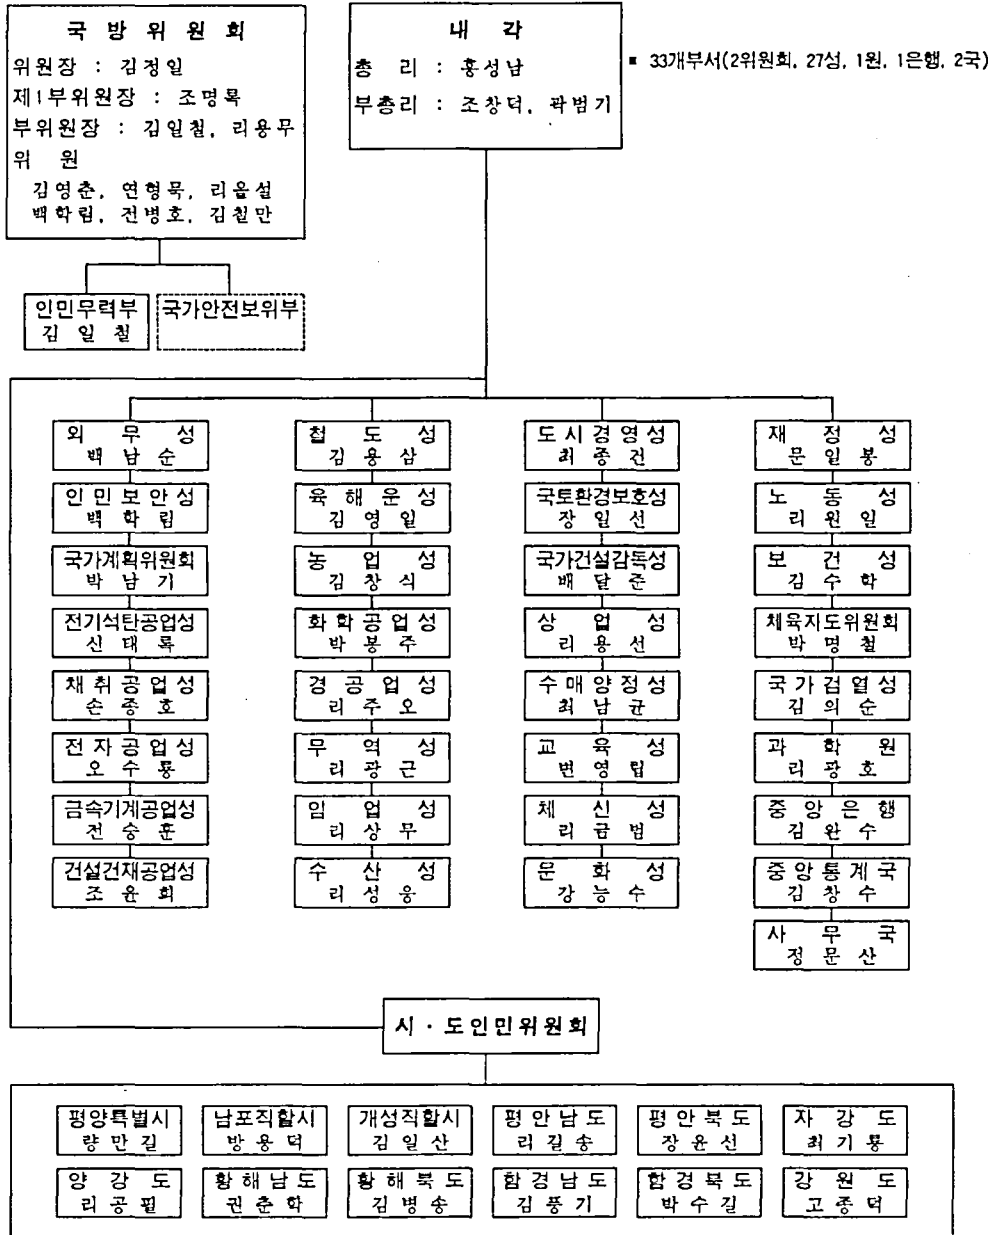 국 방 위 원 회
위원장 : 김정일
제1부위원장 : 조명록
부위원장 : 김일철, 리용무
위 원
김영춘, 연형묵, 리을설
백학림, 전병호, 김철만
내 각
총 리 : 홍성남
부총리 : 조창덕, 곽범기
▪ 33개부서(2위원회, 27성, 1원, 1은행, 2국)
인민무력부
김 일 철
국가안전보위부
외 무 성
백 남 순
인 민 보 안 성
백 학 림
국가계획위원회
박 남 기
전기석탄공업성
신 태 록
채 취 공 업 성
손 종 호
전 자 공 업 성
오 수 룡
금속기계공업성
전 승 훈
건설건재공업성
조 윤 희
철 도 성
김 용 삼
육 해 운 성
김 영 일
농 업 성
김 창 식
화 학 공 업 성
박 봉 주
경 공 업 성
리 주 오
무 역 성
리 광 근
임 업 성
리 상 무
수 산 성
리 성 웅
도 시 경 영 성
최 종 건
국토환경보호성
장 일 선
국가건설감독성
배 달 준
상 업 성
리 용 선
수 매 양 정 성
최 남 균
교 육 성
변 영 립
체 신 성
리 금 범
문 화 성
강 능 수
재 정 성
문 일 봉
노 동 성
리 원 일
보 건 성
김 수 학
체육지도위원회
박 명 철
국 가 검 열 성
김 의 순
과 학 원
리 광 호
중 앙 은 행
김 완 수
중 앙 통 계 국
김 창 수
사 무 국
정 문 산
시 · 도 인 민 위 원 회
평양특별시
량 만 길
남포직할시
방 용 덕
개성직할시
김 일 산
평 안 남 도
리 길 송
평 안 북 도
장 윤 선
자 강 도
최 기 룡
양 강 도
리 공 필
황 해 남 도
권 춘 학
황 해 북 도
김 병 송
함 경 남 도
김 풍 기
함 경 북 도
박 수 길
강 원 도
고 종 덕